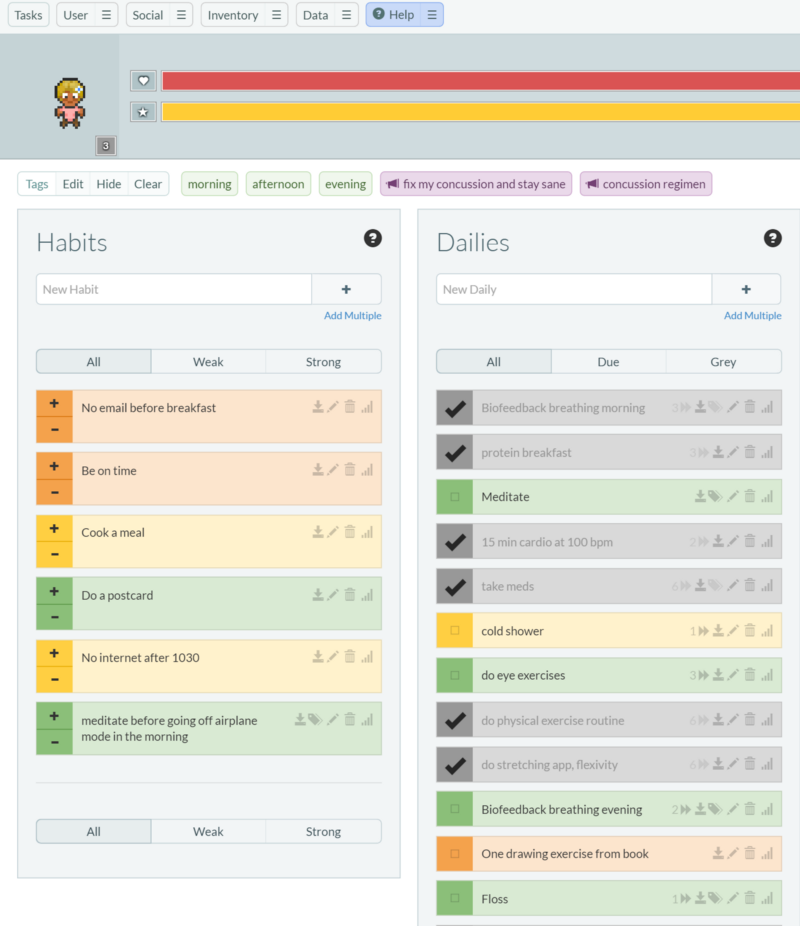 Tasks User Social Inventory Data Help
3
Tags Edit Hide Clear morning afternoon evening fix my concussion and stay sane concussion regimen
Habits
New Habit
Add Multiple
All Weak Strong
No email before breakfast
Be on time
Cook a meal
Do a postcard
No internet after 1030
meditate before going off airplane
mode in the morning
All Weak Strong
Dailies
New Daily
Add Multiple
All Due Grey
Biofeedback breathing morning 3
protein breakfast 3
Meditate
15 min cardio at 100 bpm 2
take meds 6
cold shower 1
do eye exercises 3
do physical exercise routine 6
do stretching app, flexivity 6
Biofeedback breathing evening 2
One drawing exercise from book
Floss 1